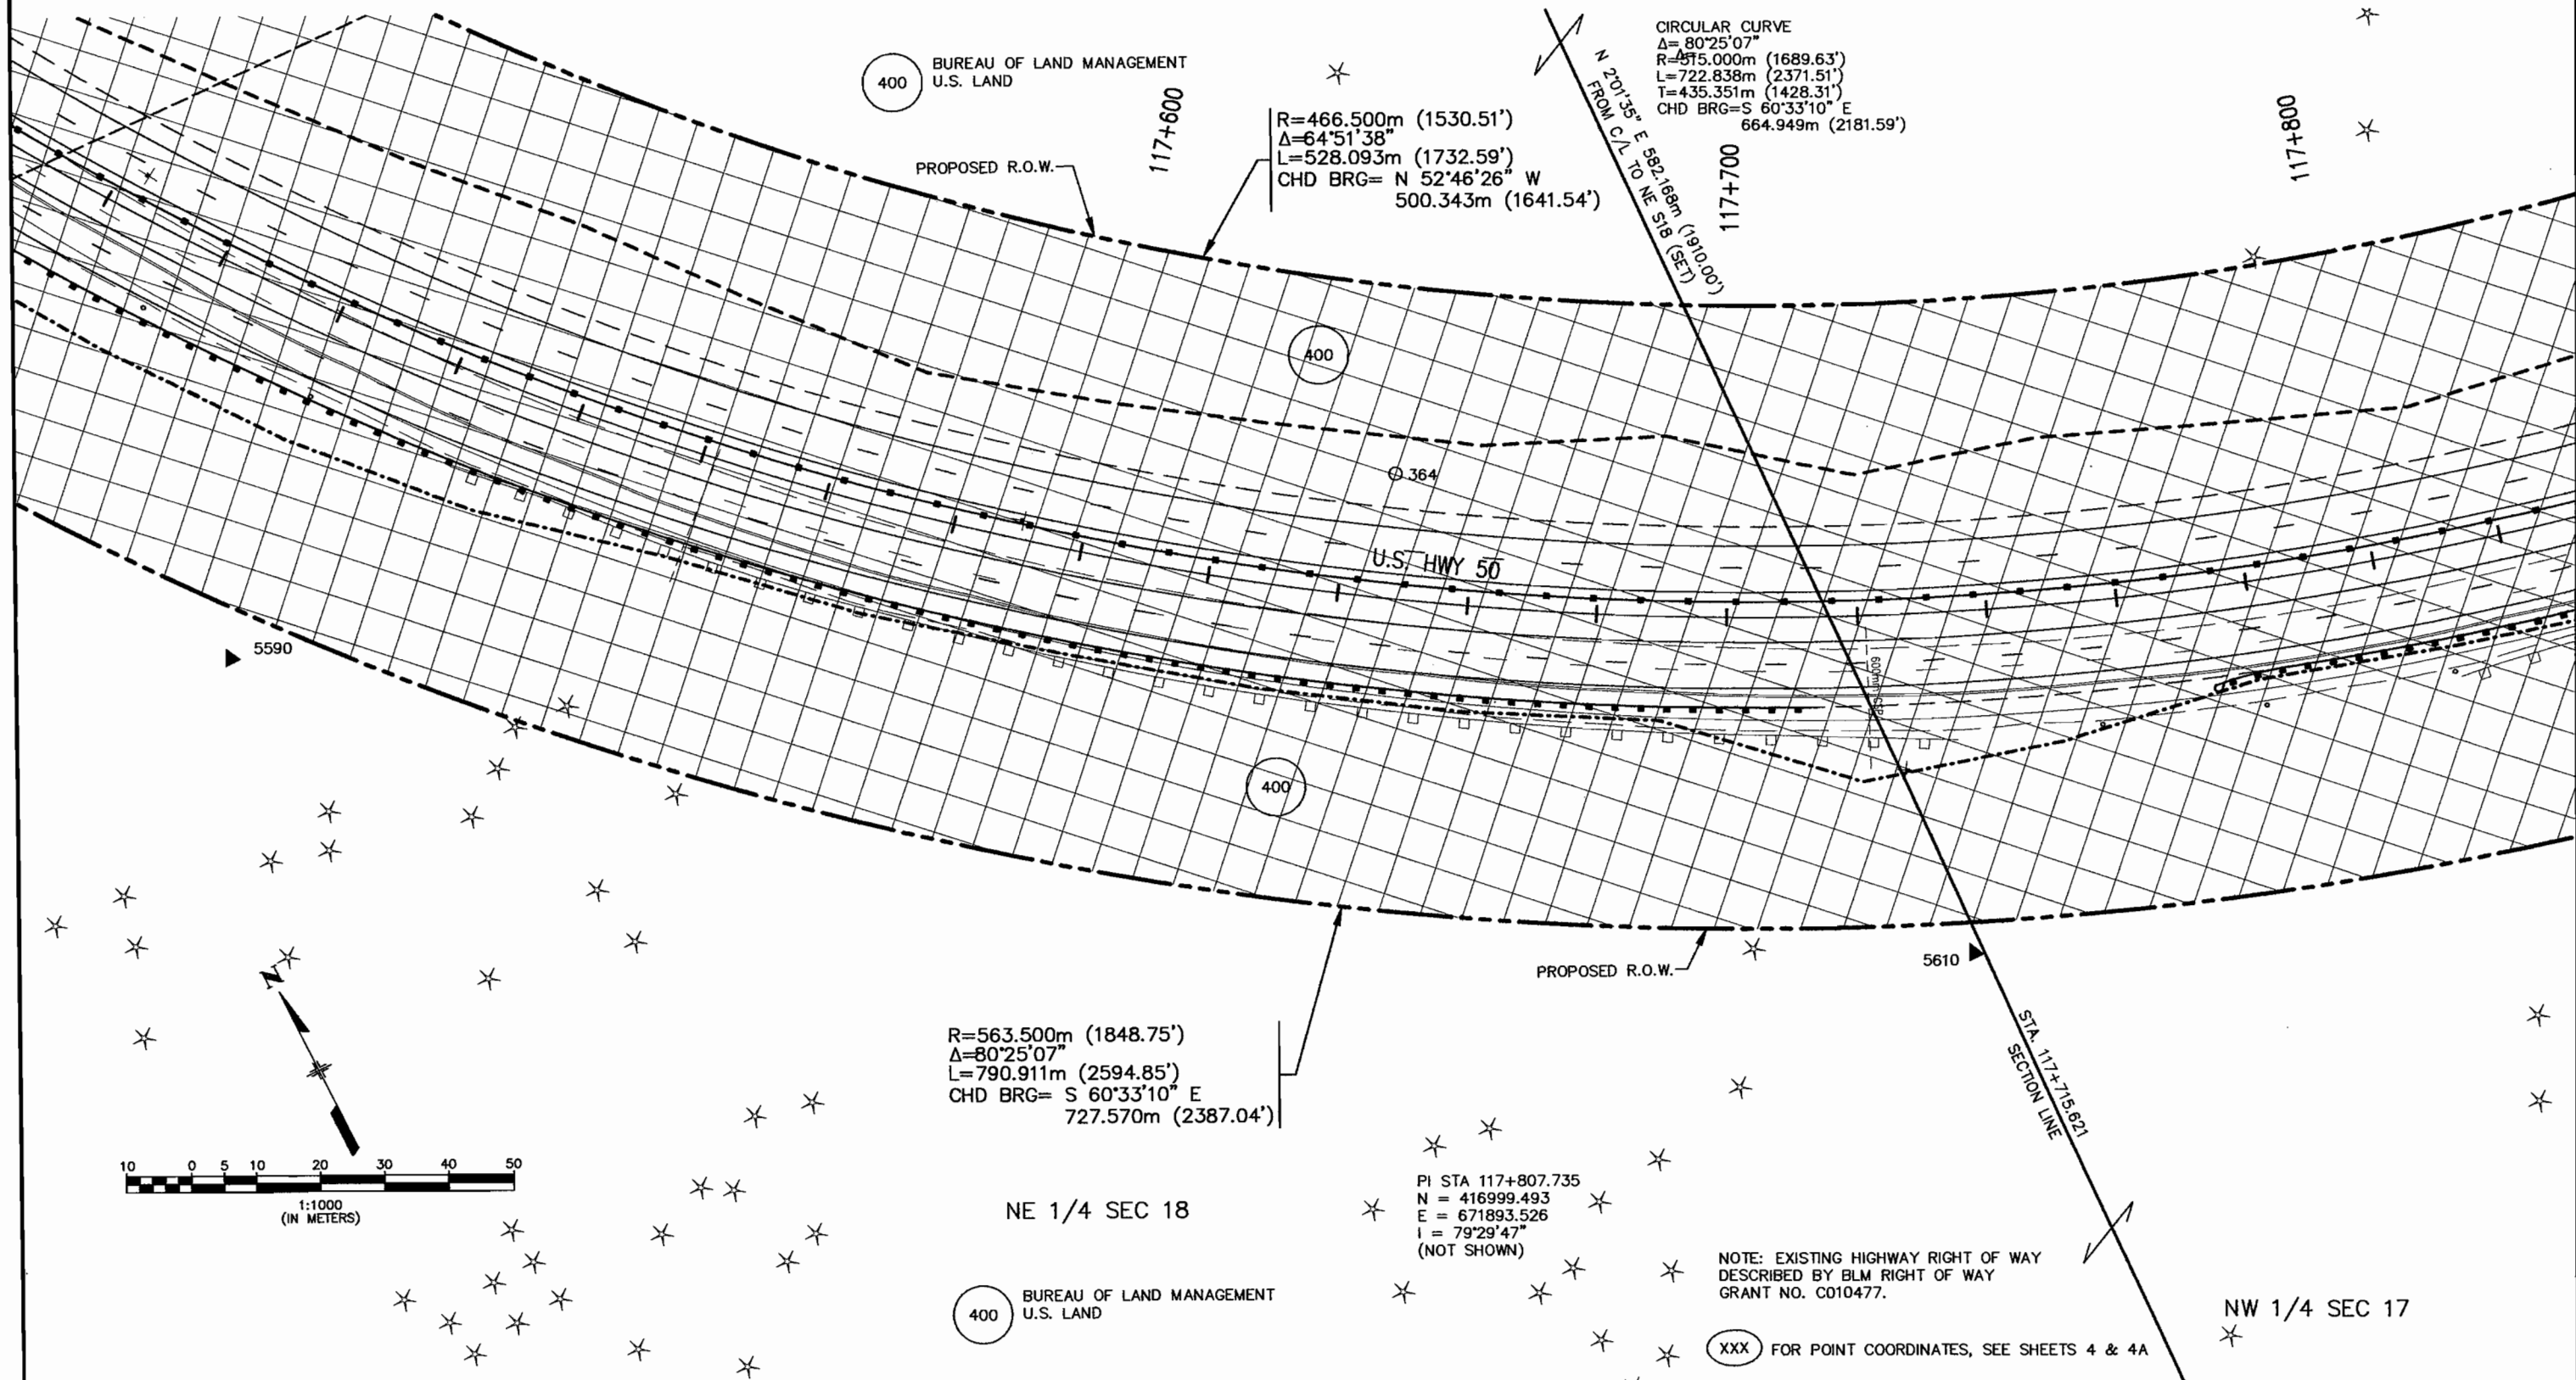 400
BUREAU OF LAND MANAGEMENT
U.S. LAND
PROPOSED R.O.W.
117+600
R=466.500m (1530.51')
Δ=64°51'38"
L=528.093m (1732.59')
CHD BRG= N 52°46'26" W
500.343m (1641.54')
N 2°01'35" E 582.168m (1910.00')
FROM C/L TO NE S18 (SET)
CIRCULAR CURVE
Δ= 80°25'07"
R=515.000m (1689.63')
L=722.838m (2371.51')
T=435.351m (1428.31')
CHD BRG=S 60°33'10" E
664.949m (2181.59')
117+700
117+800
400
364
U.S. HWY 50
5590
400
5610
PROPOSED R.O.W.
STA. 117+715.621
SECTION LINE
N
R=563.500m (1848.75')
Δ=80°25'07"
L=790.911m (2594.85')
CHD BRG= S 60°33'10" E
727.570m (2387.04')
10 0 5 10 20 30 40 50
1:1000
(IN METERS)
NE 1/4 SEC 18
PI STA 117+807.735
N = 416999.493
E = 671893.526
I = 79°29'47"
(NOT SHOWN)
400
BUREAU OF LAND MANAGEMENT
U.S. LAND
NOTE: EXISTING HIGHWAY RIGHT OF WAY
DESCRIBED BY BLM RIGHT OF WAY
GRANT NO. C010477.
NW 1/4 SEC 17
XXX FOR POINT COORDINATES, SEE SHEETS 4 & 4A